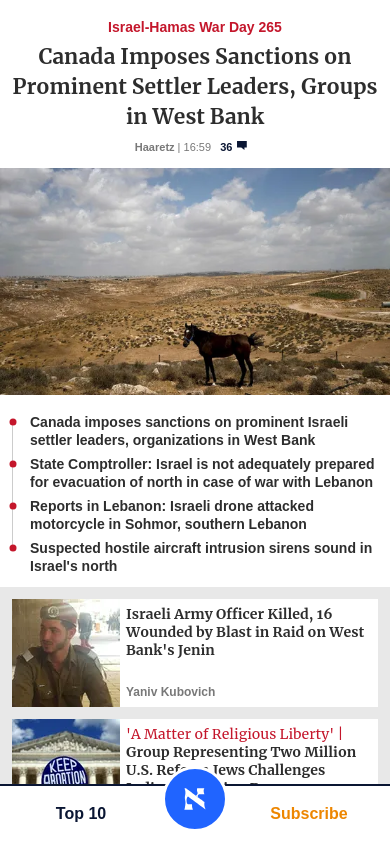 Israel-Hamas War Day 265
Canada Imposes Sanctions on
Prominent Settler Leaders, Groups
in West Bank
Haaretz | 16:59 36
Canada imposes sanctions on prominent Israeli
settler leaders, organizations in West Bank
State Comptroller: Israel is not adequately prepared
for evacuation of north in case of war with Lebanon
Reports in Lebanon: Israeli drone attacked
motorcycle in Sohmor, southern Lebanon
Suspected hostile aircraft intrusion sirens sound in
Israel's north
Israeli Army Officer Killed, 16
Wounded by Blast in Raid on West
Bank's Jenin
Yaniv Kubovich
KEEP
ABORTION
'A Matter of Religious Liberty' |
Group Representing Two Million
U.S. Jews Challenges
Top 10
Subscribe